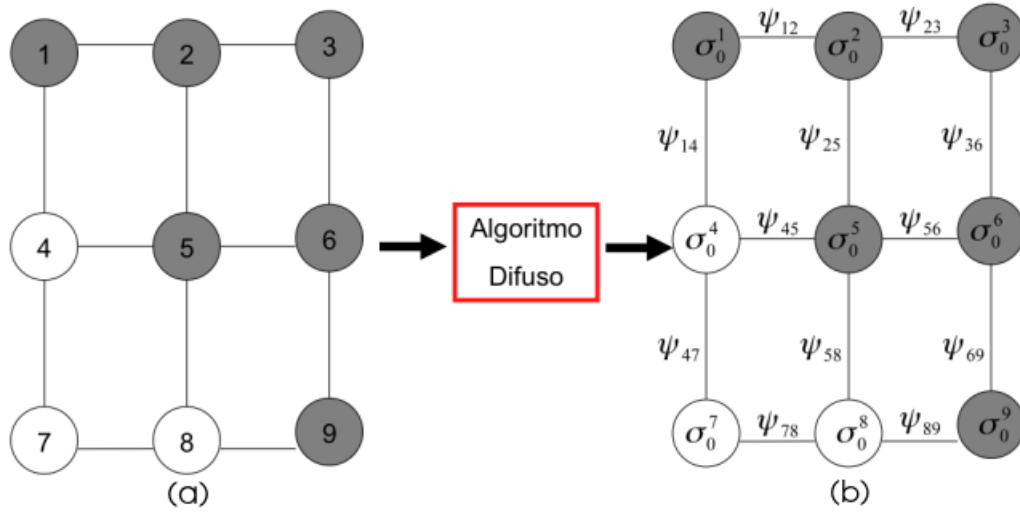 1 2 3
4 5 6
7 8 9
(a)
Algoritmo
Difuso
σ₀¹ ψ₁₂ σ₀² ψ₂₃ σ₀³
ψ₁₄ ψ₂₅ ψ₃₆
σ₀⁴ ψ₄₅ σ₀⁵ ψ₅₆ σ₀⁶
ψ₄₇ ψ₅₈ ψ₆₉
σ₀⁷ ψ₇₈ σ₀⁸ ψ₈₉ σ₀⁹
(b)